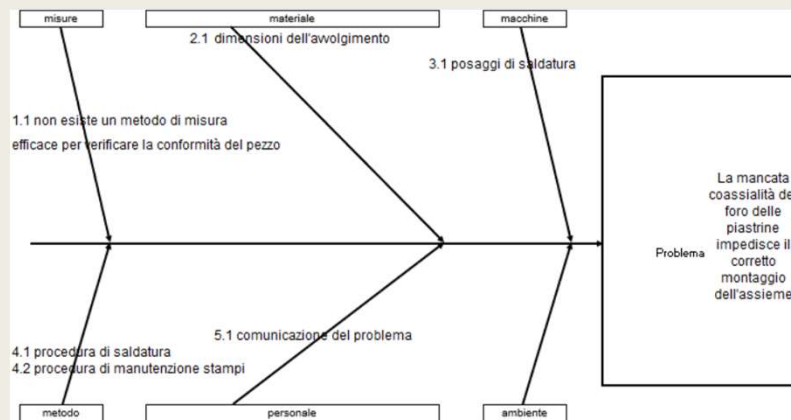 misure
materiale
macchine
2.1 dimensioni dell'avvolgimento
3.1 posaggi di saldatura
1.1 non esiste un metodo di misura
efficace per verificare la conformità del pezzo
La mancata
coassialità de
foro delle
piastrine
Problema impedisce il
corretto
montaggio
dell'assieme
5.1 comunicazione del problema
4.1 procedura di saldatura
4.2 procedura di manutenzione stampi
metodo
personale
ambiente